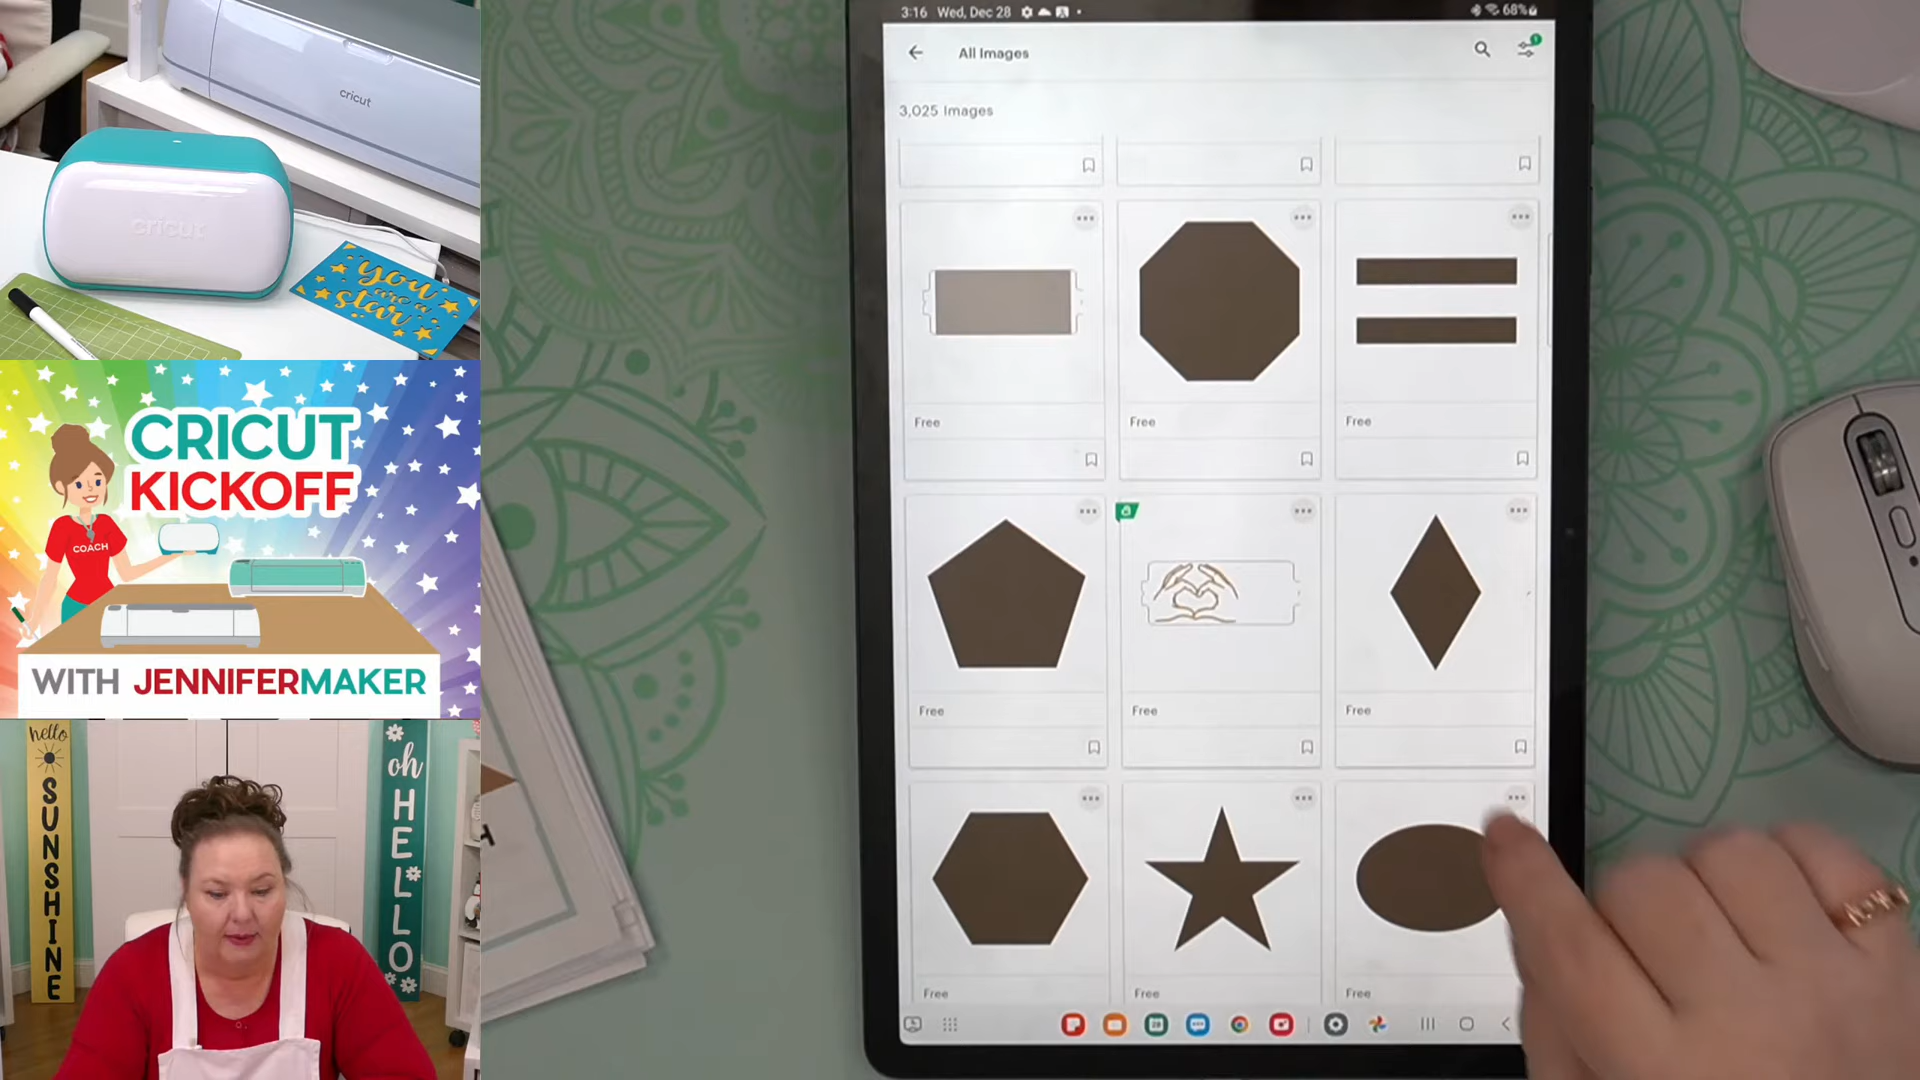 cricut
cricut
you
are a
star
CRICUT
KICKOFF
COACH
WITH JENNIFERMAKER
hello
SUNSHINE
oh
HELLO
3:16 Wed, Dec 28
68%
All Images
3,025 Images
Free
Free
Free
Free
Free
Free
Free
Free
Free